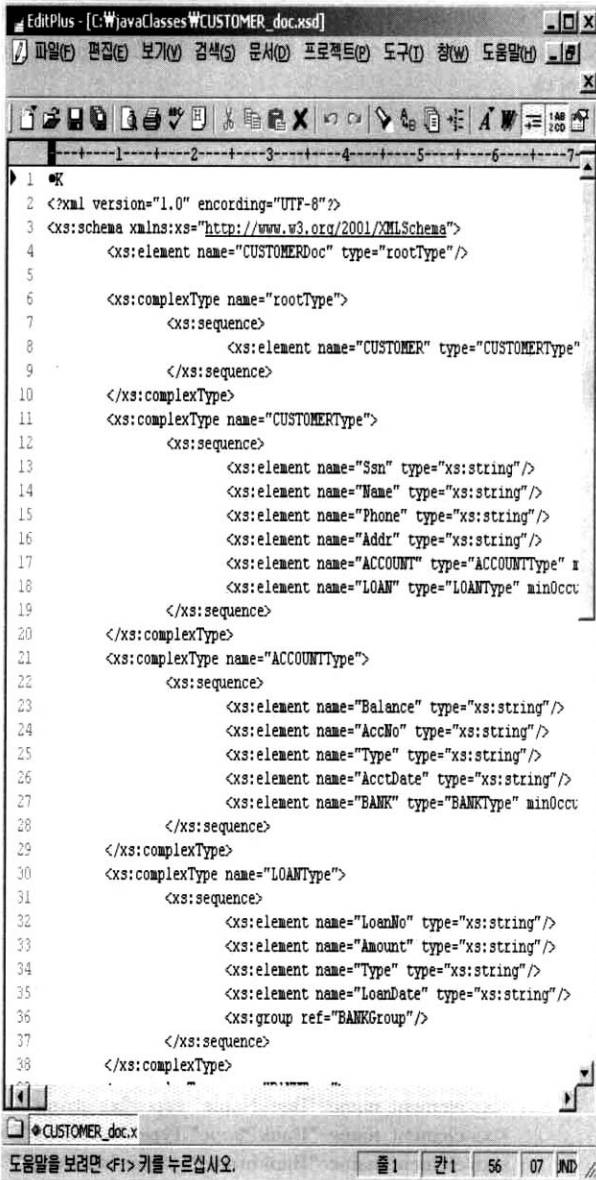 EditPlus - [C:₩javaClasses₩CUSTOMER_doc.xsd]
파일(F) 편집(E) 보기(V) 검색(S) 문서(D) 프로젝트(P) 도구(T) 창(W) 도움말(H)
----+----1----+----2----+----3----+----4----+----5----+----6----+----7-
1 •K
2 <?xml version="1.0" encording="UTF-8"?>
3 <xs:schema xmlns:xs="http://www.w3.org/2001/XMLSchema">
4 <xs:element name="CUSTOMERDoc" type="rootType"/>
5
6 <xs:complexType name="rootType">
7 <xs:sequence>
8 <xs:element name="CUSTOMER" type="CUSTOMERType"
9 </xs:sequence>
10 </xs:complexType>
11 <xs:complexType name="CUSTOMERType">
12 <xs:sequence>
13 <xs:element name="Ssn" type="xs:string"/>
14 <xs:element name="Name" type="xs:string"/>
15 <xs:element name="Phone" type="xs:string"/>
16 <xs:element name="Addr" type="xs:string"/>
17 <xs:element name="ACCOUNT" type="ACCOUNTType"
18 <xs:element name="LOAN" type="LOANType" minOccu
19 </xs:sequence>
20 </xs:complexType>
21 <xs:complexType name="ACCOUNTType">
22 <xs:sequence>
23 <xs:element name="Balance" type="xs:string"/>
24 <xs:element name="AccNo" type="xs:string"/>
25 <xs:element name="Type" type="xs:string"/>
26 <xs:element name="AcctDate" type="xs:string"/>
27 <xs:element name="BANK" type="BANKType" minOccu
28 </xs:sequence>
29 </xs:complexType>
30 <xs:complexType name="LOANType">
31 <xs:sequence>
32 <xs:element name="LoanNo" type="xs:string"/>
33 <xs:element name="Amount" type="xs:string"/>
34 <xs:element name="Type" type="xs:string"/>
35 <xs:element name="LoanDate" type="xs:string"/>
36 <xs:group ref="BANKGroup"/>
37 </xs:sequence>
38 </xs:complexType>
CUSTOMER_doc.x
도움말을 보려면 <F1> 키를 누르십시오. 줄 1 칸 1 56 07 IND